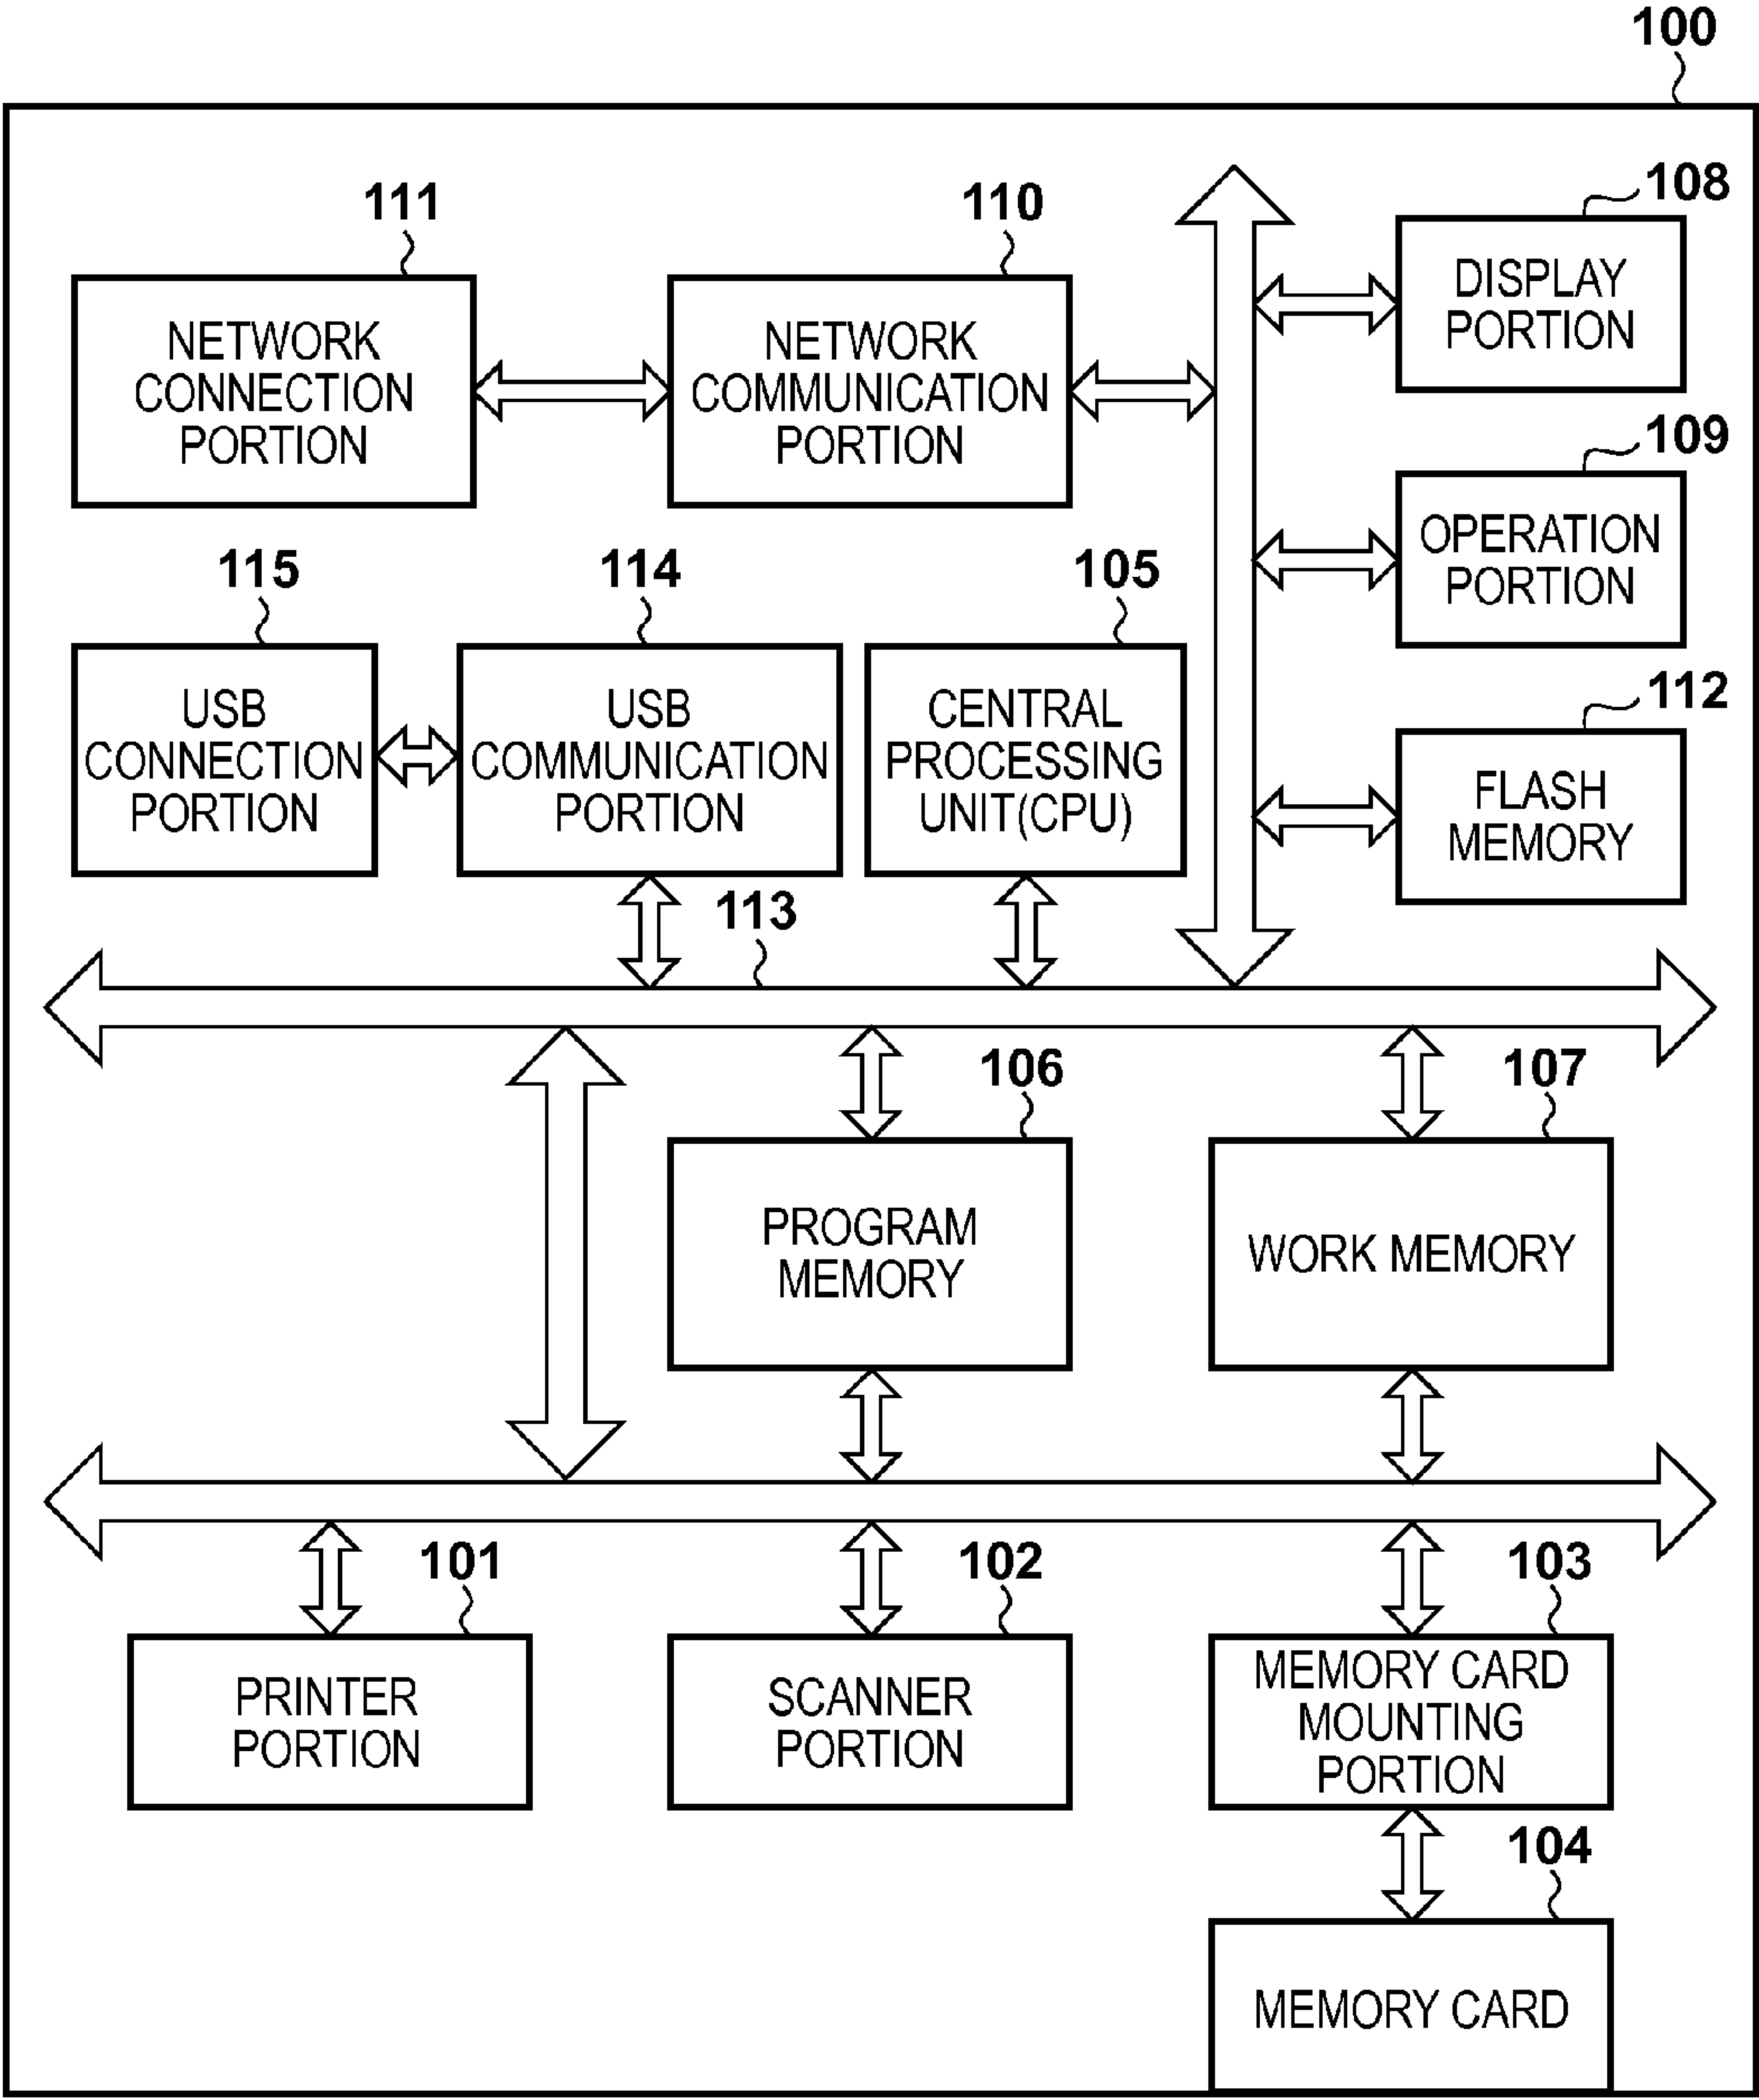 100
111
110
108
NETWORK
CONNECTION
PORTION
NETWORK
COMMUNICATION
PORTION
DISPLAY
PORTION
109
OPERATION
PORTION
115
114
105
USB
CONNECTION
PORTION
USB
COMMUNICATION
PORTION
CENTRAL
PROCESSING
UNIT(CPU)
112
FLASH
MEMORY
113
106
107
PROGRAM
MEMORY
WORK MEMORY
101
102
103
PRINTER
PORTION
SCANNER
PORTION
MEMORY CARD
MOUNTING
PORTION
104
MEMORY CARD